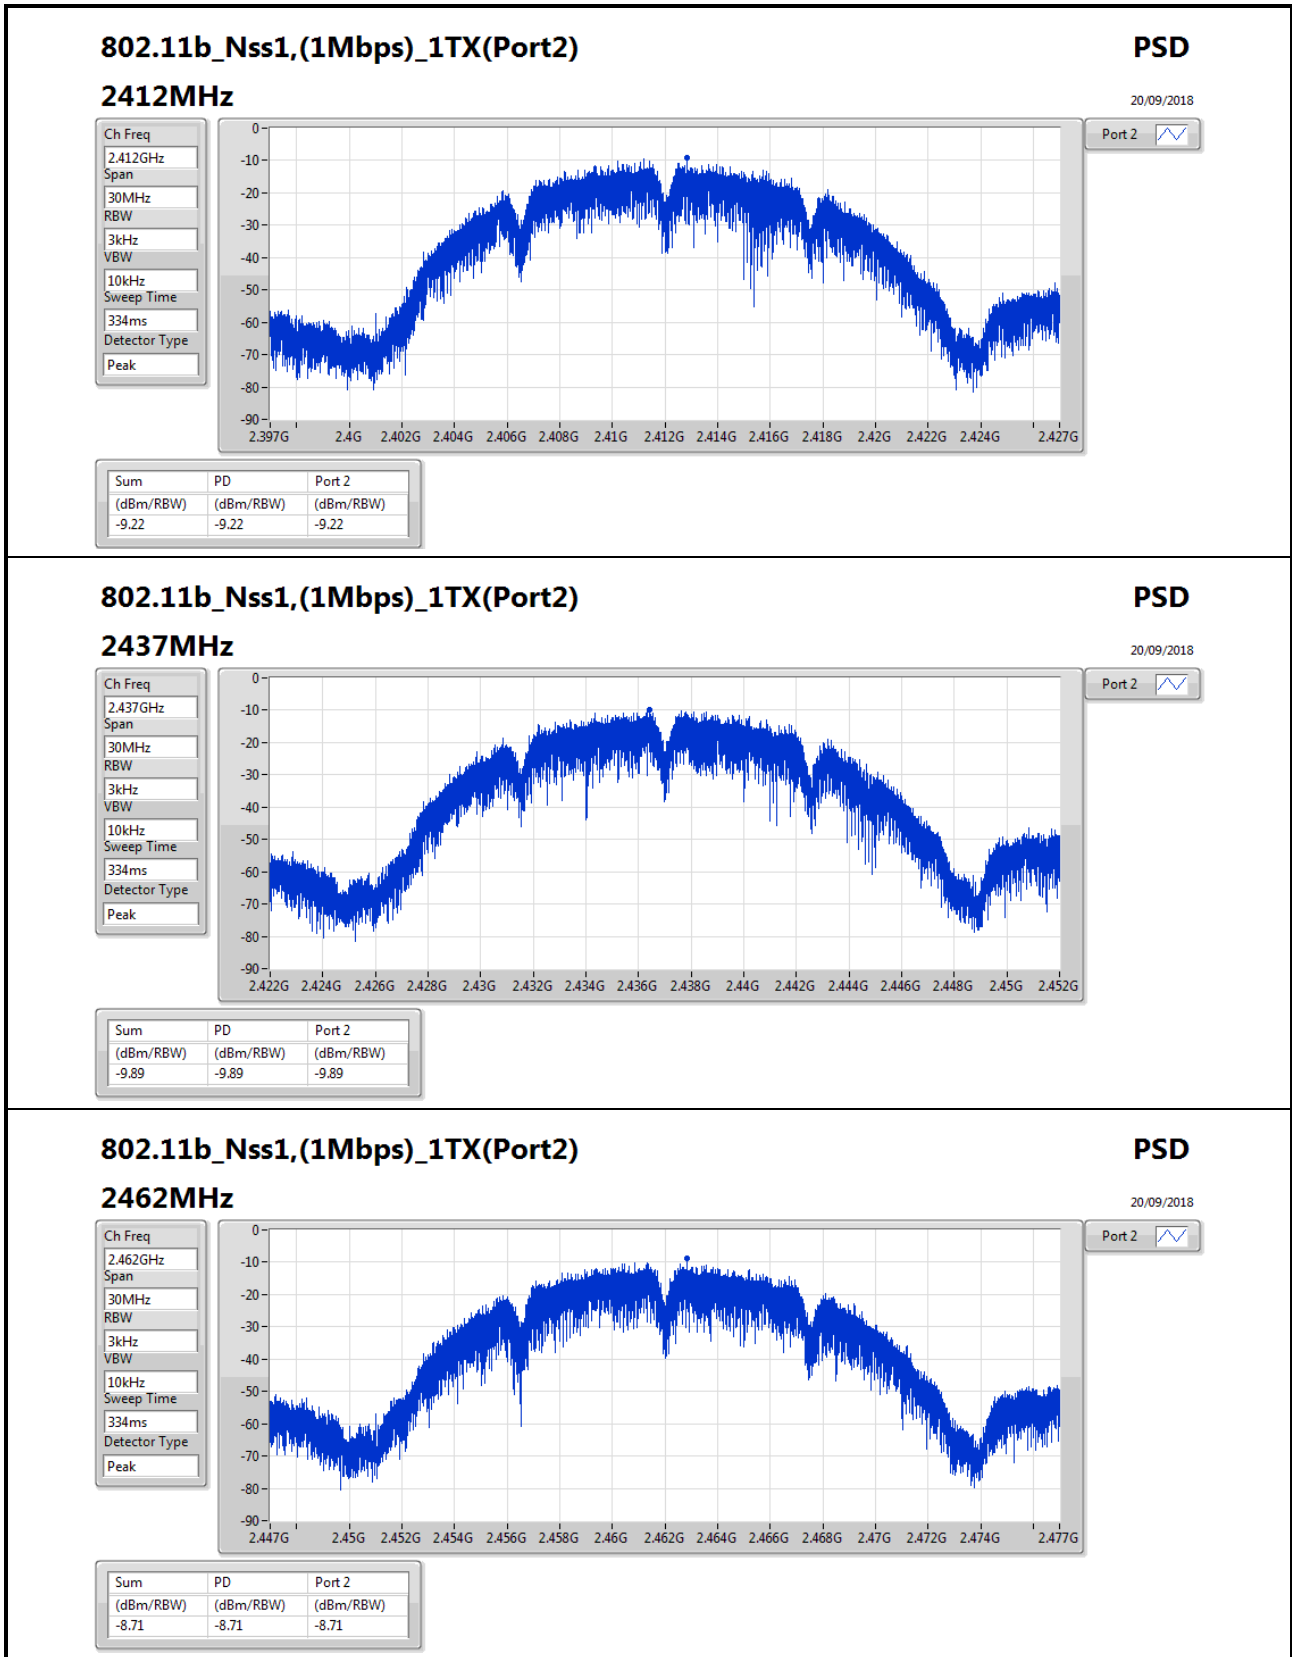 802.11b_Nss1,(1Mbps)_1TX(Port2) PSD
2412MHz 20/09/2018
Ch Freq
2.412GHz
Span
30MHz
RBW
3kHz
VBW
10kHz
Sweep Time
334ms
Detector Type
Peak
0
-10
-20
-30
-40
-50
-60
-70
-80
-90
2.397G 2.4G 2.402G 2.404G 2.406G 2.408G 2.41G 2.412G 2.414G 2.416G 2.418G 2.42G 2.422G 2.424G 2.427G
Port 2
Sum PD Port 2
(dBm/RBW) (dBm/RBW) (dBm/RBW)
-9.22 -9.22 -9.22
802.11b_Nss1,(1Mbps)_1TX(Port2) PSD
2437MHz 20/09/2018
Ch Freq
2.437GHz
Span
30MHz
RBW
3kHz
VBW
10kHz
Sweep Time
334ms
Detector Type
Peak
0
-10
-20
-30
-40
-50
-60
-70
-80
-90
2.422G 2.424G 2.426G 2.428G 2.43G 2.432G 2.434G 2.436G 2.438G 2.44G 2.442G 2.444G 2.446G 2.448G 2.45G 2.452G
Port 2
Sum PD Port 2
(dBm/RBW) (dBm/RBW) (dBm/RBW)
-9.89 -9.89 -9.89
802.11b_Nss1,(1Mbps)_1TX(Port2) PSD
2462MHz 20/09/2018
Ch Freq
2.462GHz
Span
30MHz
RBW
3kHz
VBW
10kHz
Sweep Time
334ms
Detector Type
Peak
0
-10
-20
-30
-40
-50
-60
-70
-80
-90
2.447G 2.45G 2.452G 2.454G 2.456G 2.458G 2.46G 2.462G 2.464G 2.466G 2.468G 2.47G 2.472G 2.474G 2.477G
Port 2
Sum PD Port 2
(dBm/RBW) (dBm/RBW) (dBm/RBW)
-8.71 -8.71 -8.71